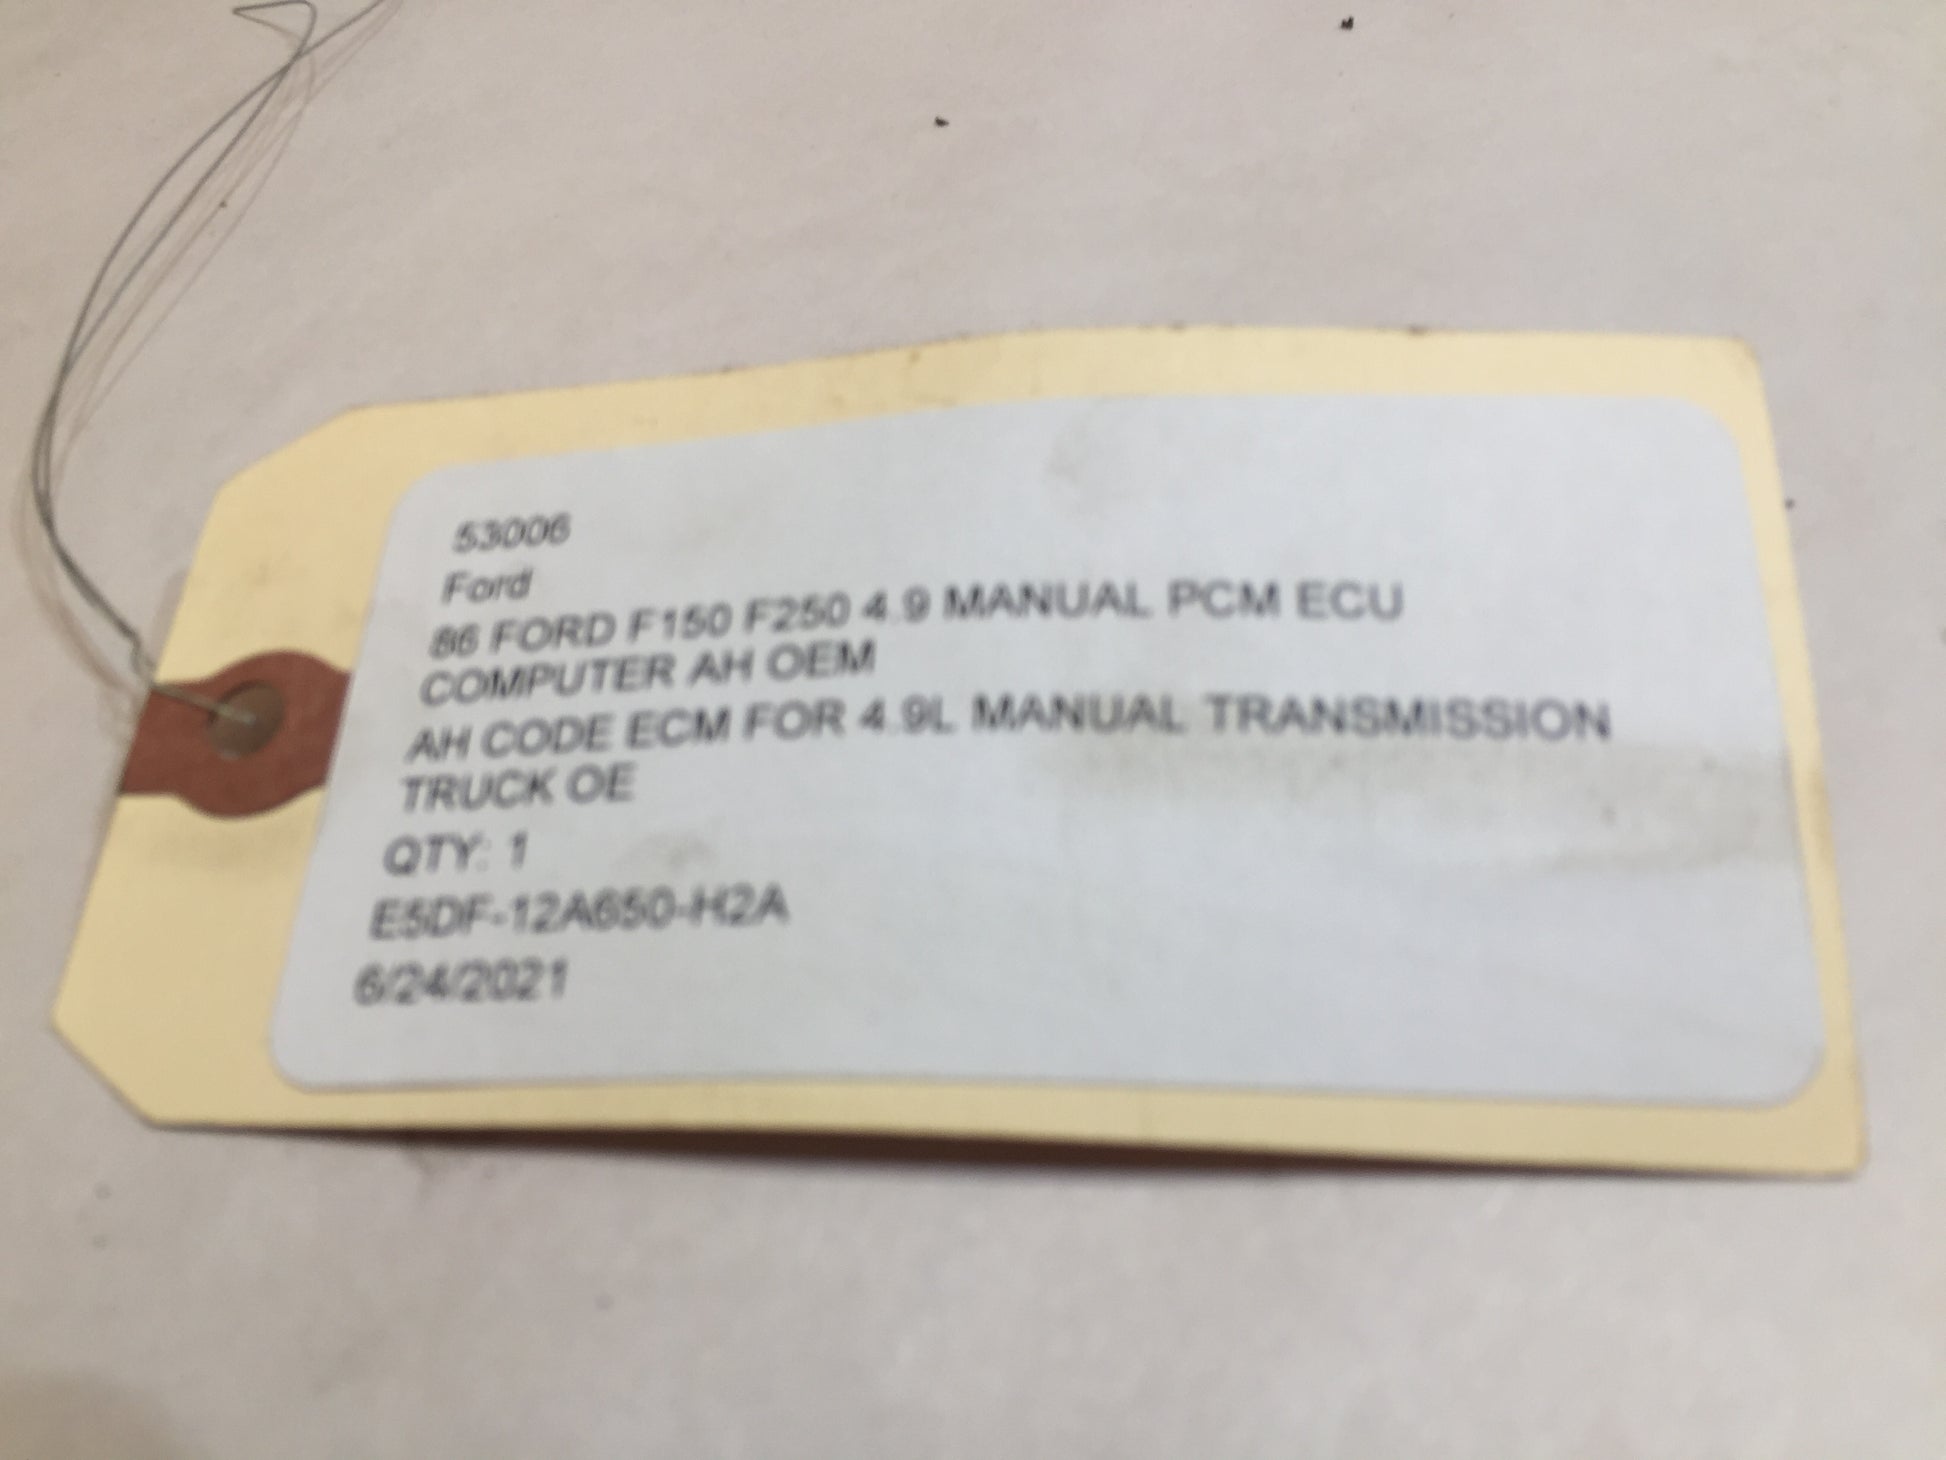 53006
Ford
86 FORD F150 F250 4.9 MANUAL PCM ECU
COMPUTER AH OEM
AH CODE ECM FOR 4.9L MANUAL TRANSMISSION
TRUCK OE
QTY: 1
E5DF-12A650-H2A
6/24/2021